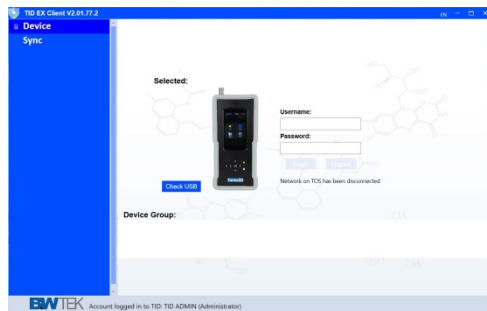 TID EX Client V2.01.77.2
EN
Device
Sync
Selected:
Username:
Password:
Check USB
Network on TOS has been disconnected
Device Group:
BWTEK Account logged in to TID: TID ADMIN (Administrator)